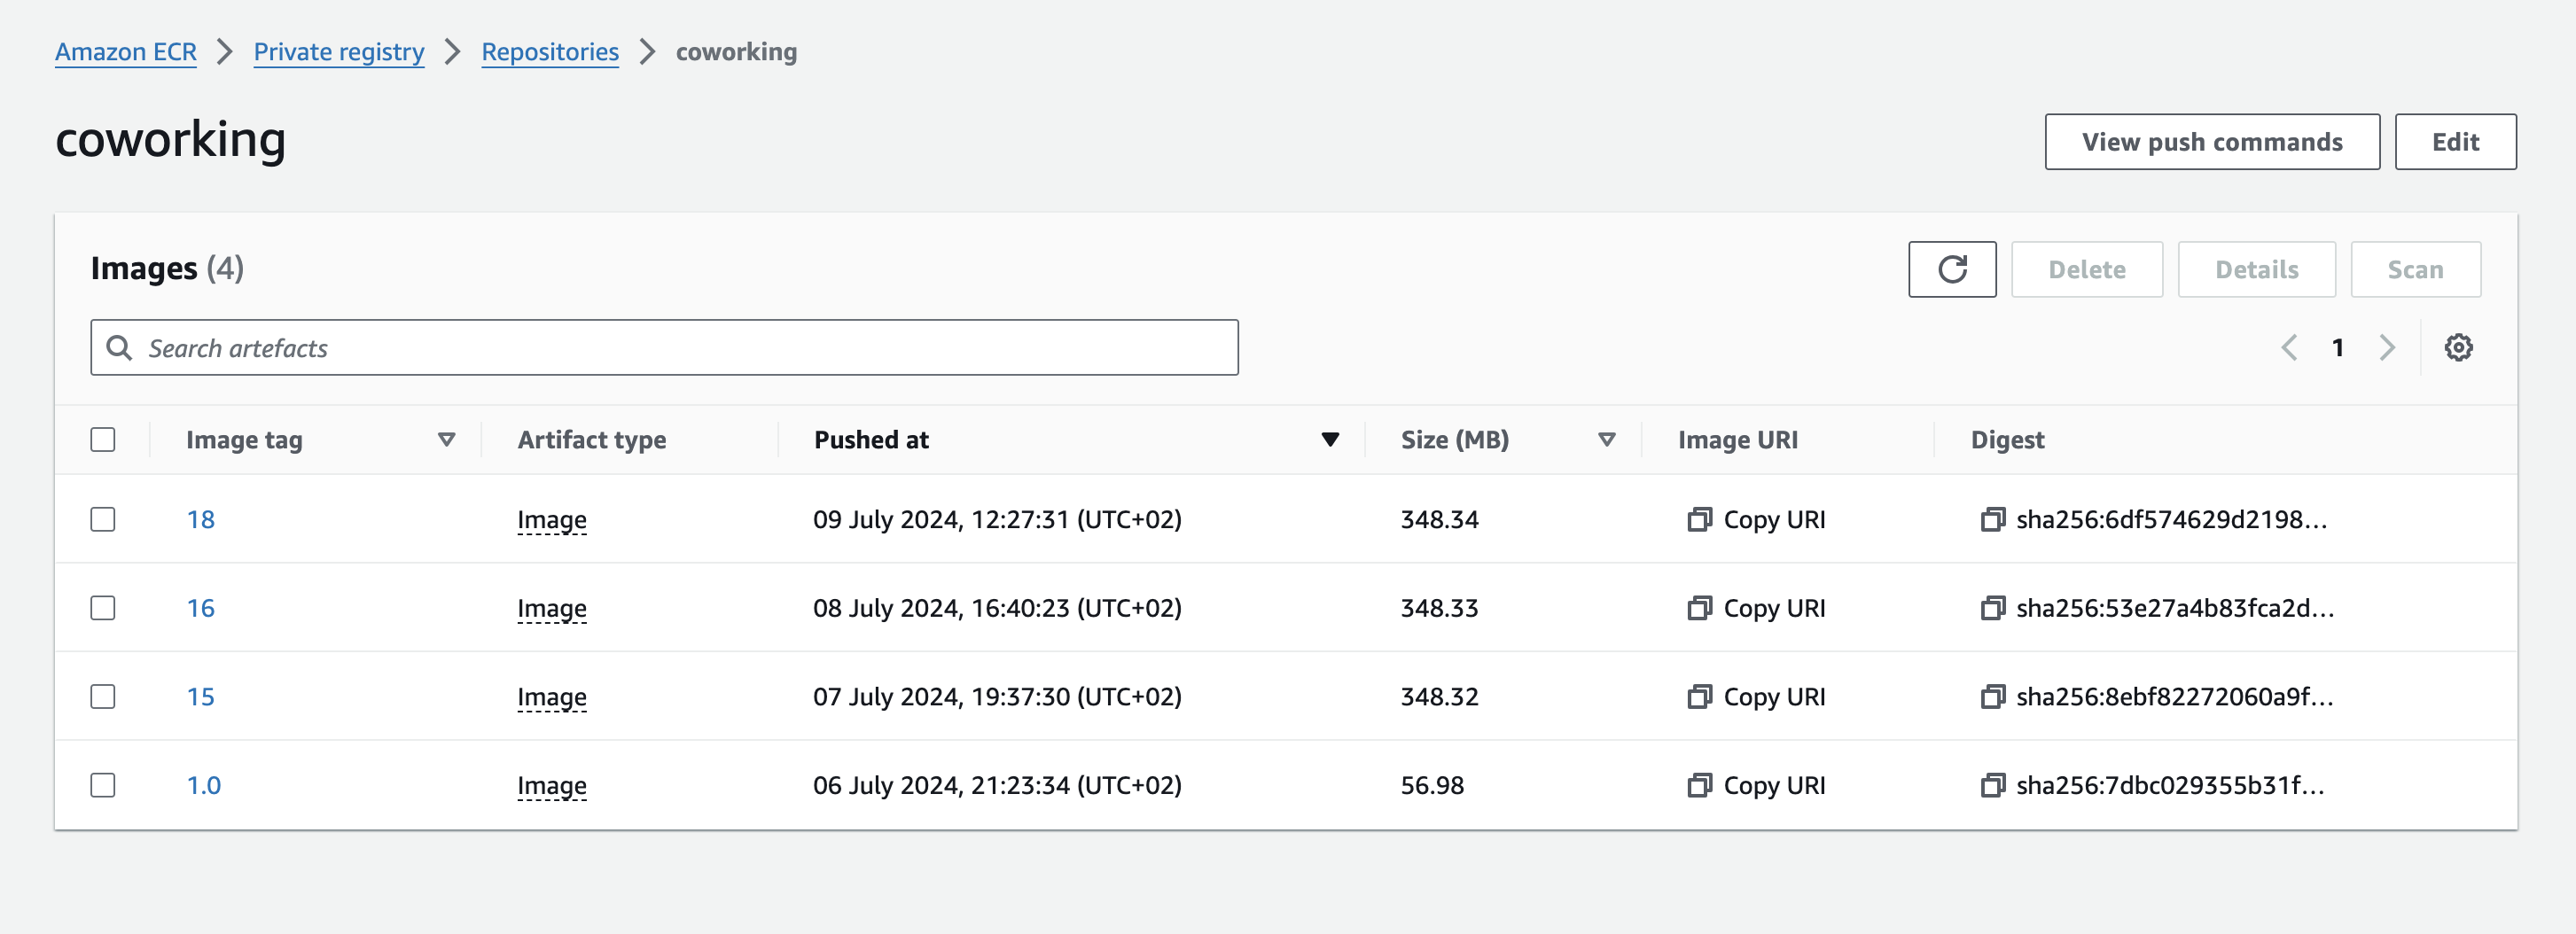 Amazon ECR Private registry Repositories coworking
coworking
View push commands Edit
Images (4)
Delete Details Scan
Search artefacts
1
Image tag Artifact type Pushed at Size (MB) Image URI Digest
18 Image 09 July 2024, 12:27:31 (UTC+02) 348.34 Copy URI sha256:6df574629d2198...
16 Image 08 July 2024, 16:40:23 (UTC+02) 348.33 Copy URI sha256:53e27a4b83fca2d...
15 Image 07 July 2024, 19:37:30 (UTC+02) 348.32 Copy URI sha256:8ebf82272060a9f...
1.0 Image 06 July 2024, 21:23:34 (UTC+02) 56.98 Copy URI sha256:7dbc029355b31f...